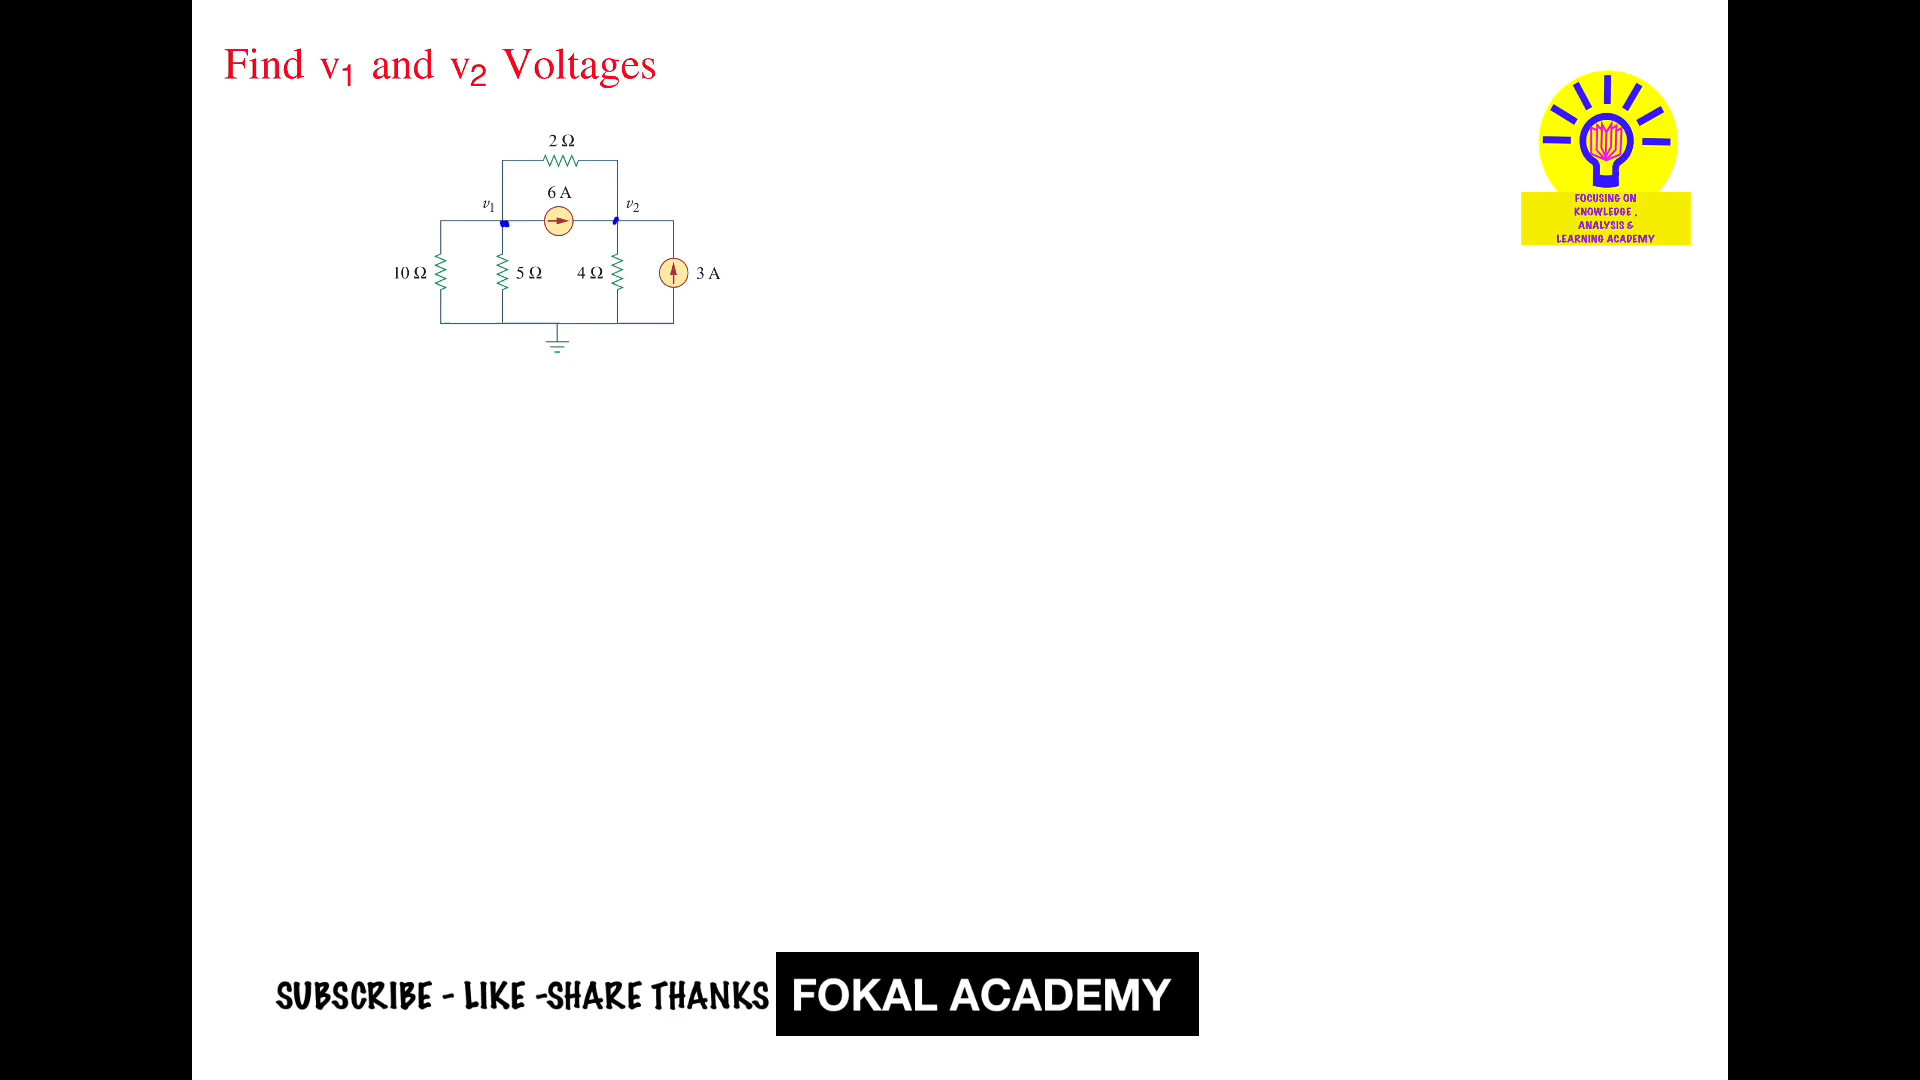 Find v1 and v2 Voltages
2 Ω
6 A
v1
v2
10 Ω
5 Ω
4 Ω
3 A
FOCUSING ON
KNOWLEDGE ,
ANALYSIS &
LEARNING ACADEMY
SUBSCRIBE - LIKE -SHARE THANKS
FOKAL ACADEMY